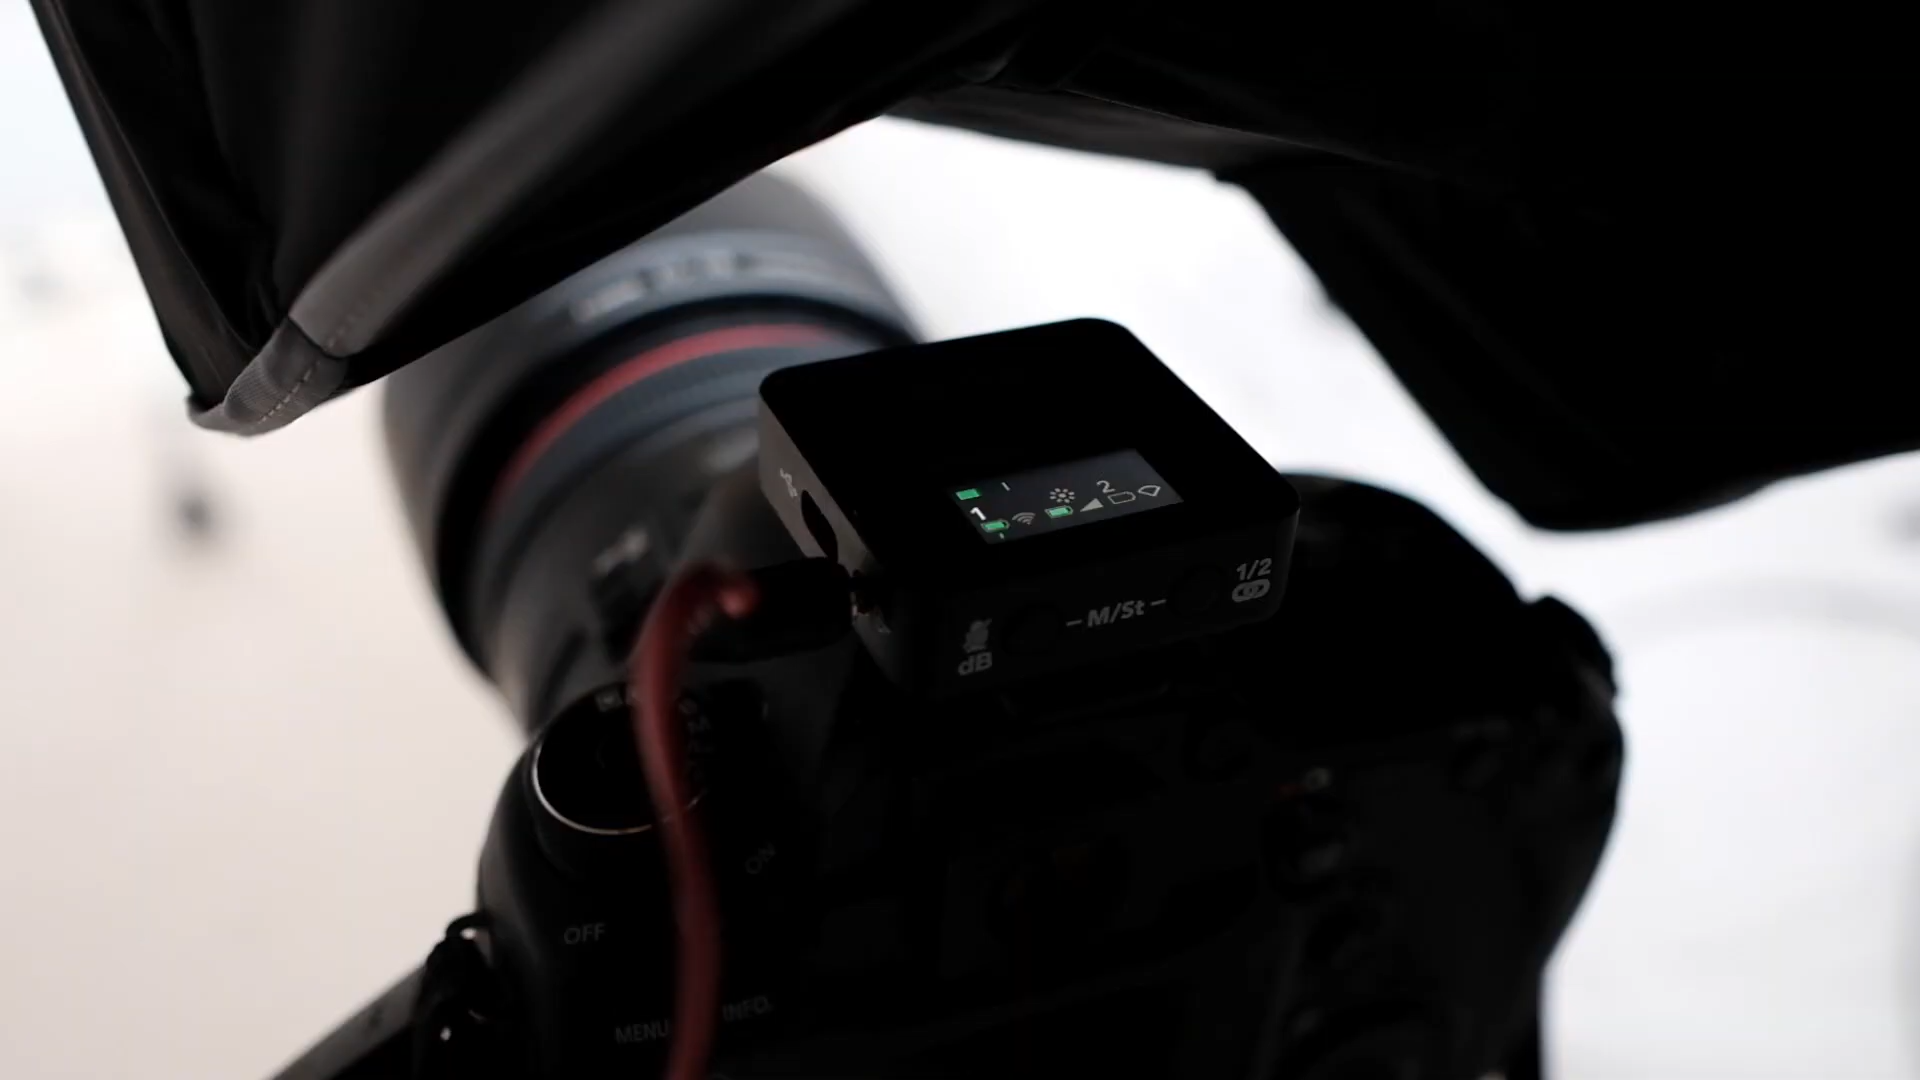 2
1
1/2
– M/St –
dB
ON
OFF
INFO.
MENU